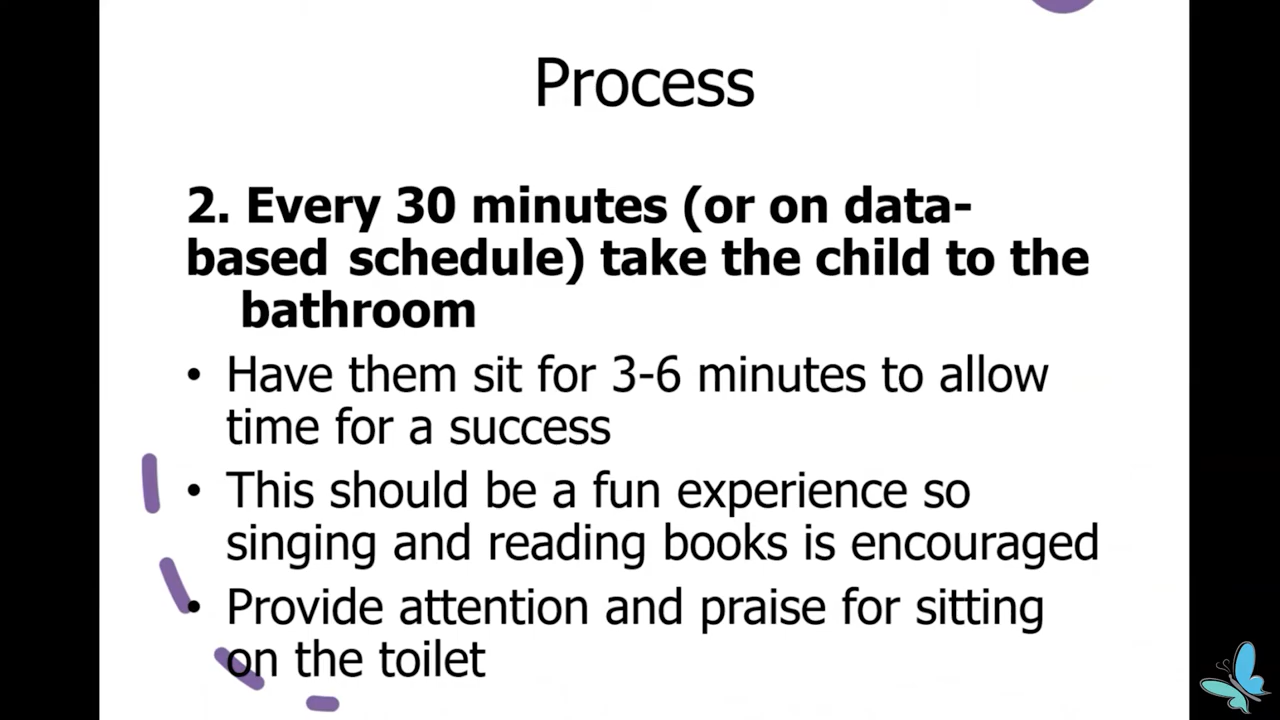 Process
2. Every 30 minutes (or on data-
based schedule) take the child to the
bathroom
• Have them sit for 3-6 minutes to allow
time for a success
• This should be a fun experience so
singing and reading books is encouraged
• Provide attention and praise for sitting
on the toilet